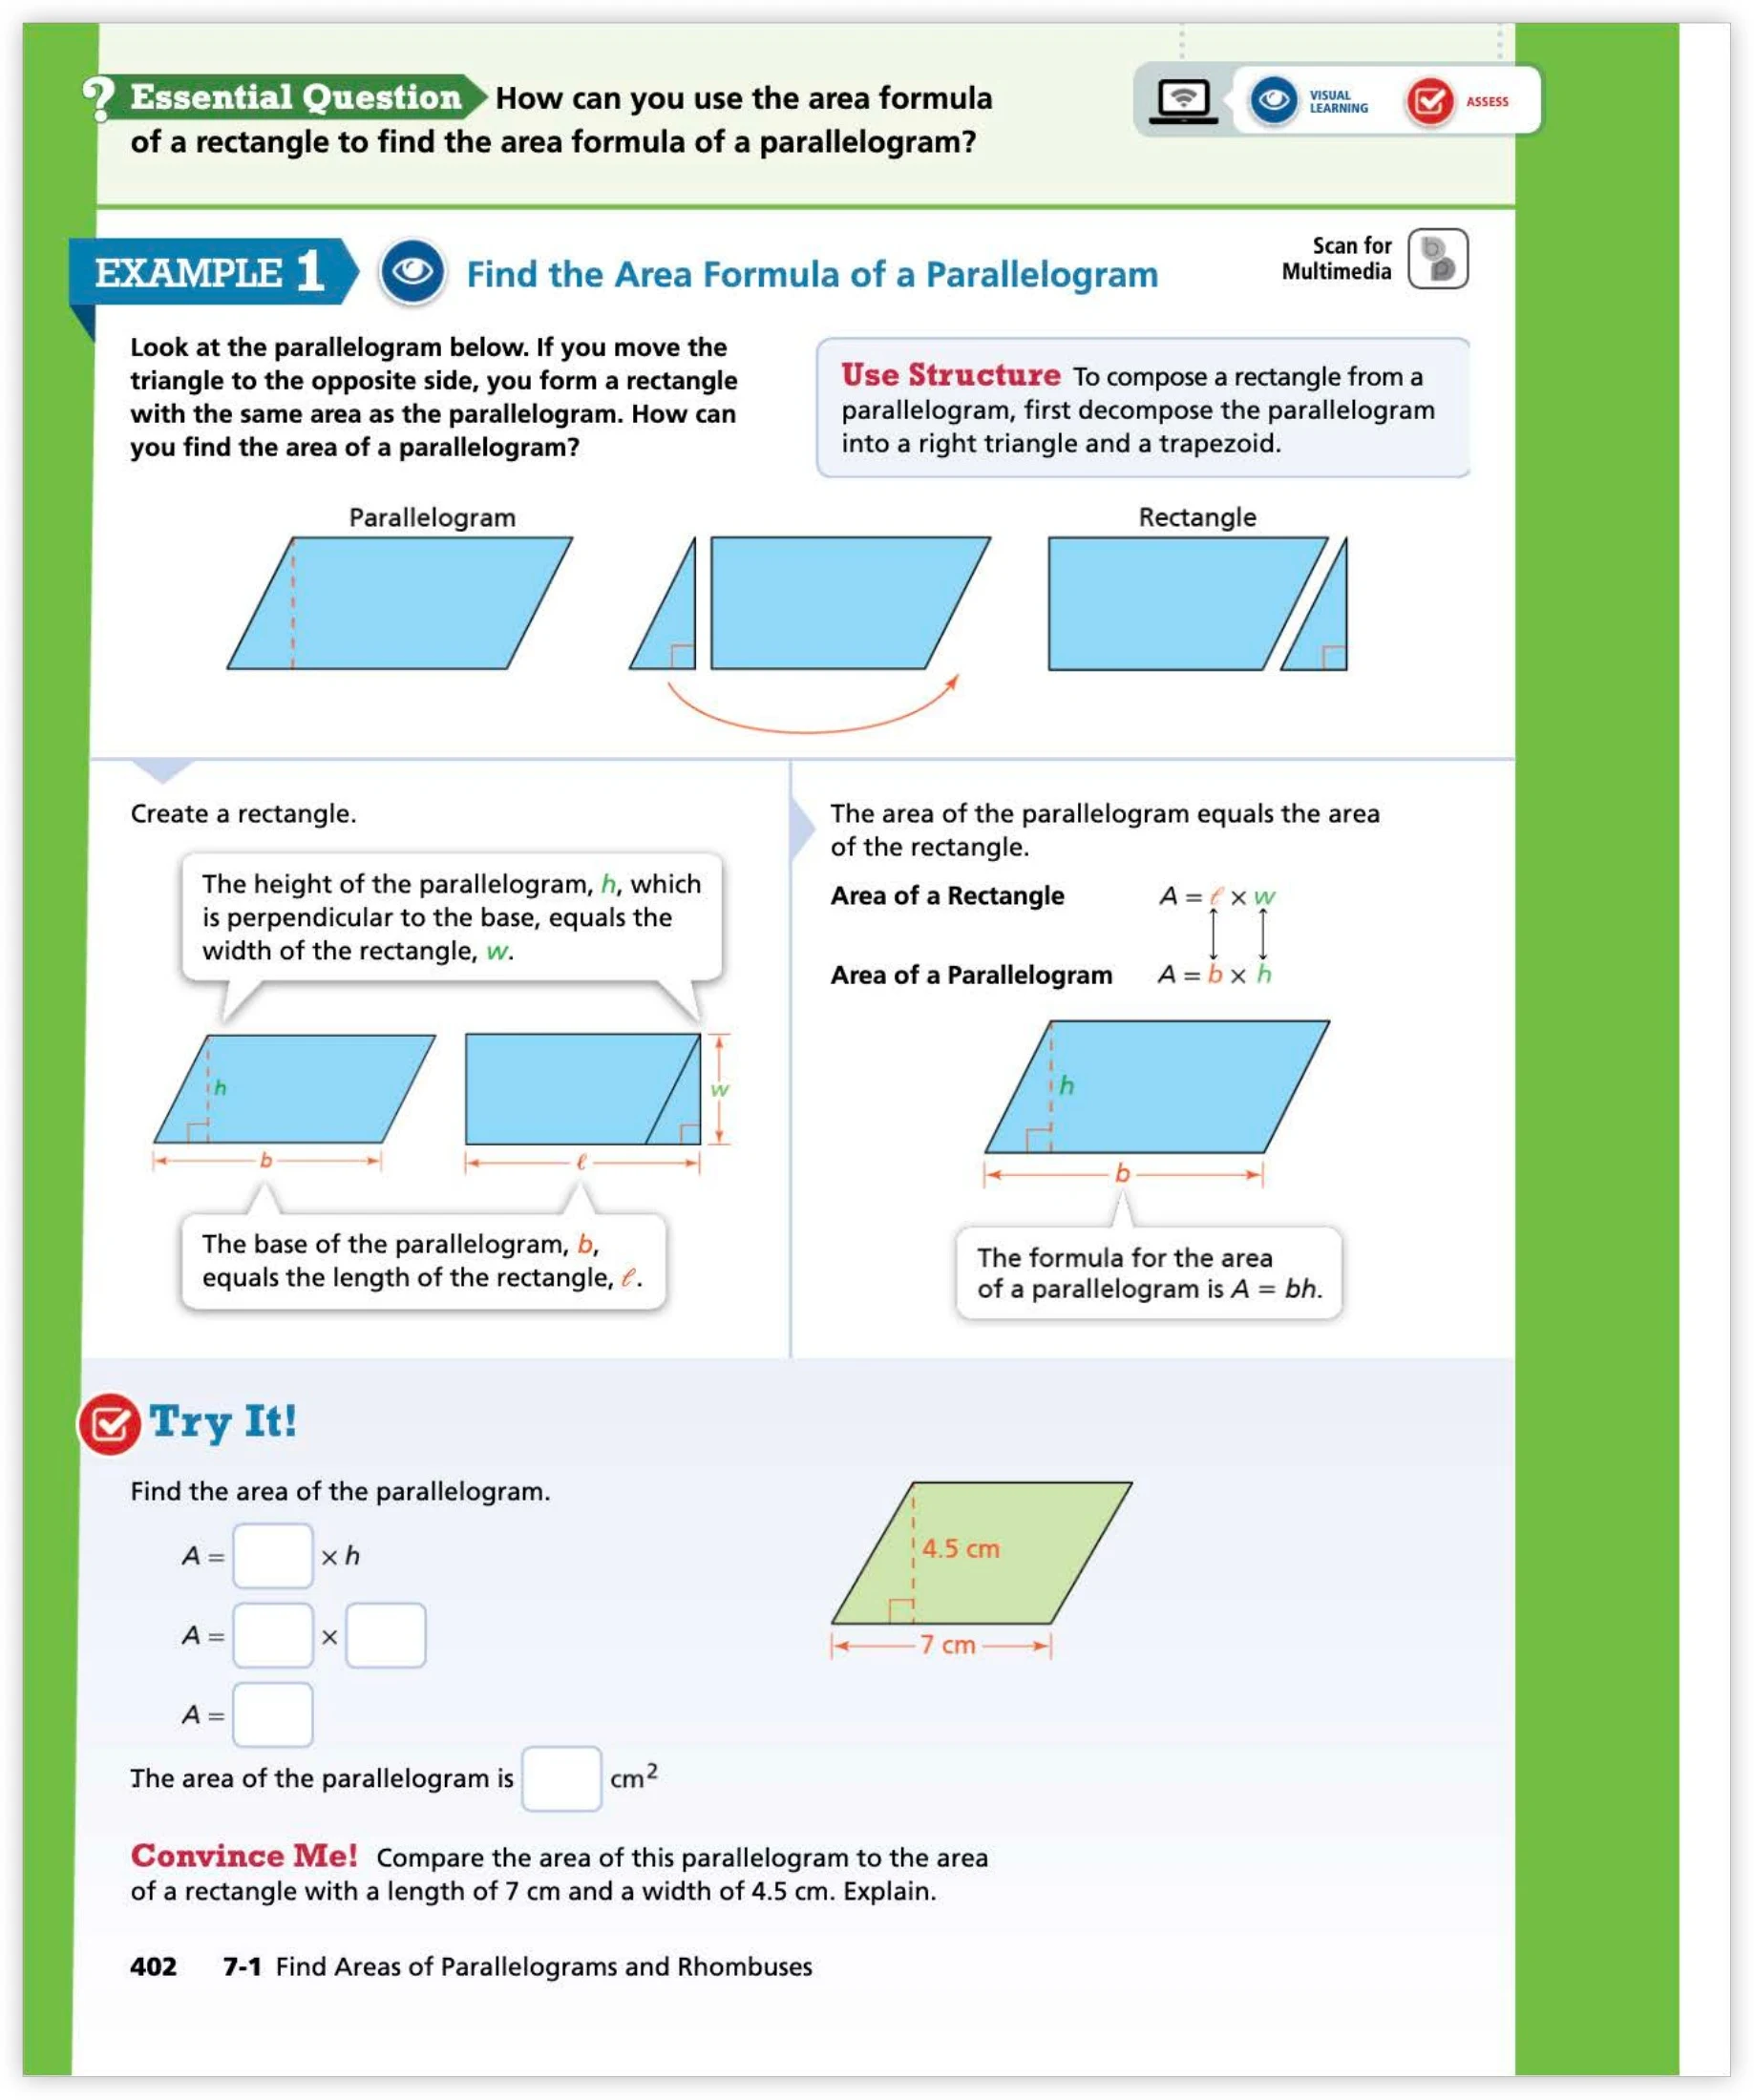 ? Essential Question How can you use the area formula
of a rectangle to find the area formula of a parallelogram?
VISUAL
LEARNING
ASSESS
EXAMPLE 1 Find the Area Formula of a Parallelogram
Scan for
Multimedia
Look at the parallelogram below. If you move the
triangle to the opposite side, you form a rectangle
with the same area as the parallelogram. How can
you find the area of a parallelogram?
Use Structure To compose a rectangle from a
parallelogram, first decompose the parallelogram
into a right triangle and a trapezoid.
Parallelogram
Rectangle
Create a rectangle.
The height of the parallelogram, h, which
is perpendicular to the base, equals the
width of the rectangle, w.
h
w
b
ℓ
The base of the parallelogram, b,
equals the length of the rectangle, ℓ.
The area of the parallelogram equals the area
of the rectangle.
Area of a Rectangle A = ℓ × w
Area of a Parallelogram A = b × h
h
b
The formula for the area
of a parallelogram is A = bh.
Try It!
Find the area of the parallelogram.
A = × h
A = ×
A =
The area of the parallelogram is cm²
4.5 cm
7 cm
Convince Me! Compare the area of this parallelogram to the area
of a rectangle with a length of 7 cm and a width of 4.5 cm. Explain.
402 7-1 Find Areas of Parallelograms and Rhombuses